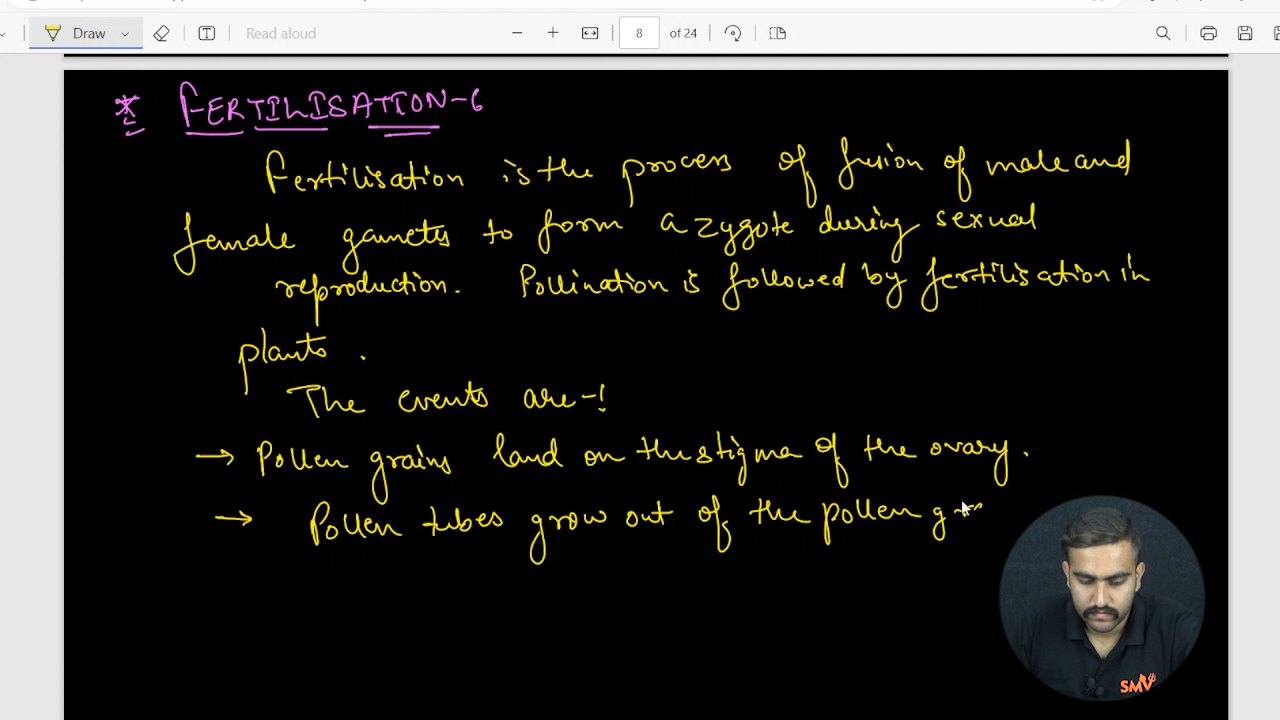 Draw
Read aloud
8 of 24
* FERTILISATION-6
Fertilisation is the process of fusion of male and
female gametes to form a zygote during sexual
reproduction. Pollination is followed by fertilisation in
plants.
The events are-!
→ Pollen grains land on the stigma of the ovary.
→ Pollen tubes grow out of the pollen
SMV